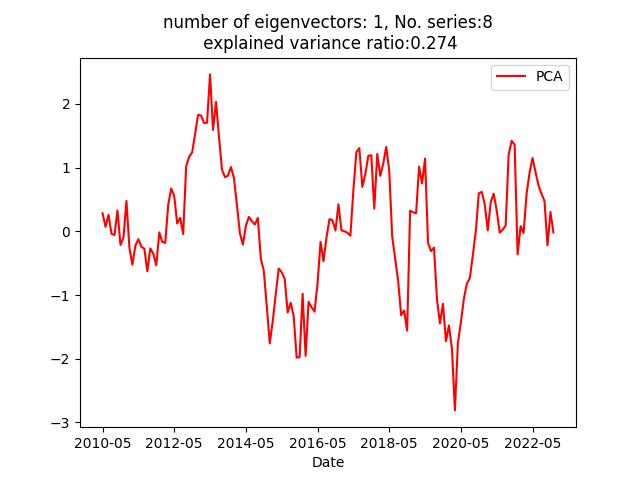 number of eigenvectors: 1, No. series:8
explained variance ratio:0.274
PCA
2
1
0
−1
−2
−3
2010-05 2012-05 2014-05 2016-05 2018-05 2020-05 2022-05
Date